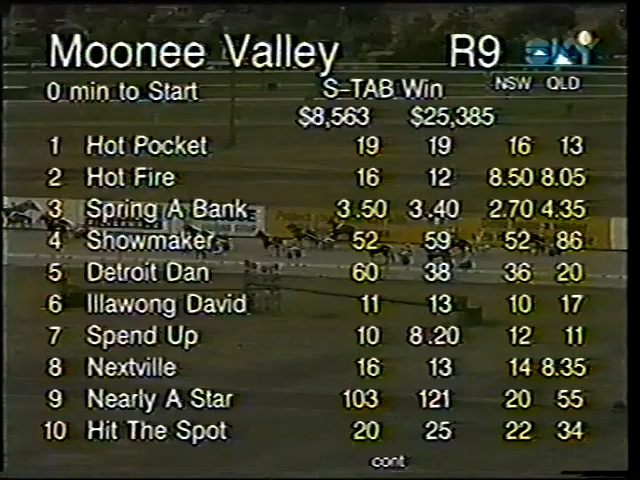 Moonee Valley R9 SKY
0 min to Start S-TAB Win NSW QLD
$8,563 $25,385
1 Hot Pocket 19 19 16 13
2 Hot Fire 16 12 8.50 8.05
3 Spring A Bank 3.50 3.40 2.70 4.35
4 Showmaker 52 59 52 86
5 Detroit Dan 60 38 36 20
6 Illawong David 11 13 10 17
7 Spend Up 10 8.20 12 11
8 Nextville 16 13 14 8.35
9 Nearly A Star 103 121 20 55
10 Hit The Spot 20 25 22 34
cont